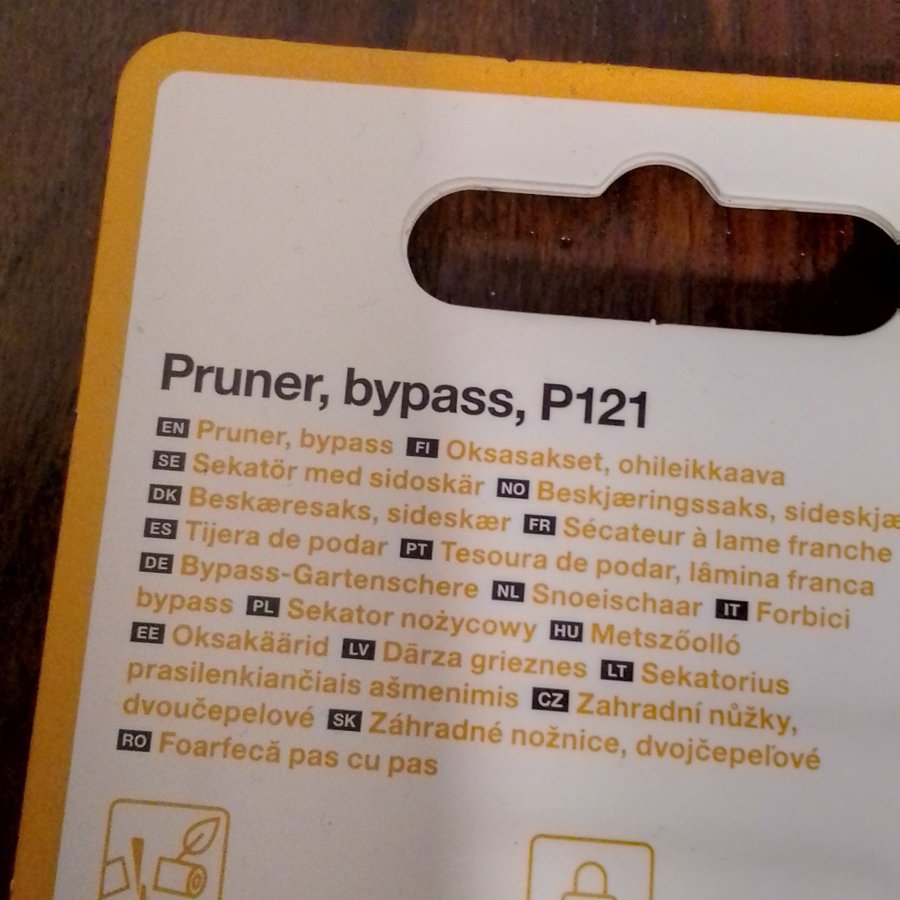 Pruner, bypass, P121
EN Pruner, bypass FI Oksasakset, ohileikkaava
SE Sekatör med sidoskär NO Beskjæringssaks, sideskjæ
DK Beskæresaks, sideskær FR Sécateur à lame franche
ES Tijera de podar PT Tesoura de podar, lâmina franca
DE Bypass-Gartenschere NL Snoeischaar IT Forbici
bypass PL Sekator nożycowy HU Metszőolló
EE Oksakäärid LV Dārza grieznes LT Sekatorius
prasilenkiančiais ašmenimis CZ Zahradní nůžky,
dvoučepelové SK Záhradné nožnice, dvojčepeľové
RO Foarfecă pas cu pas